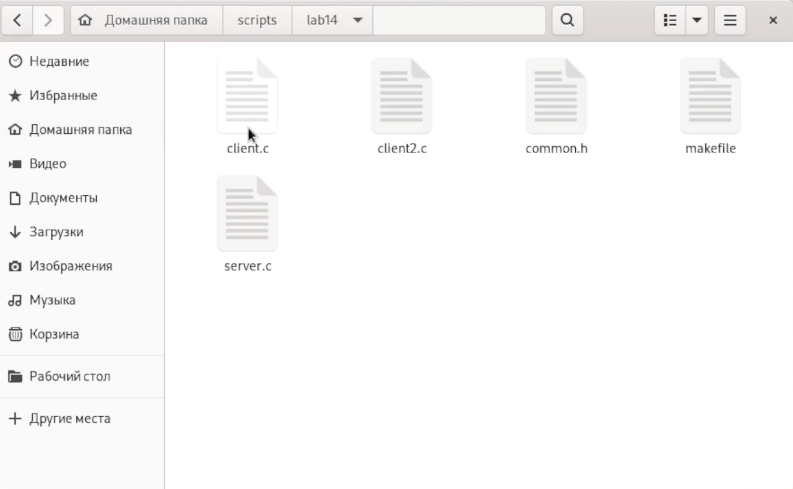 Домашняя папка scripts lab14
Недавние
Избранные
Домашняя папка
Видео
Документы
Загрузки
Изображения
Музыка
Корзина
Рабочий стол
Другие места
client.c client2.c common.h makefile
server.c